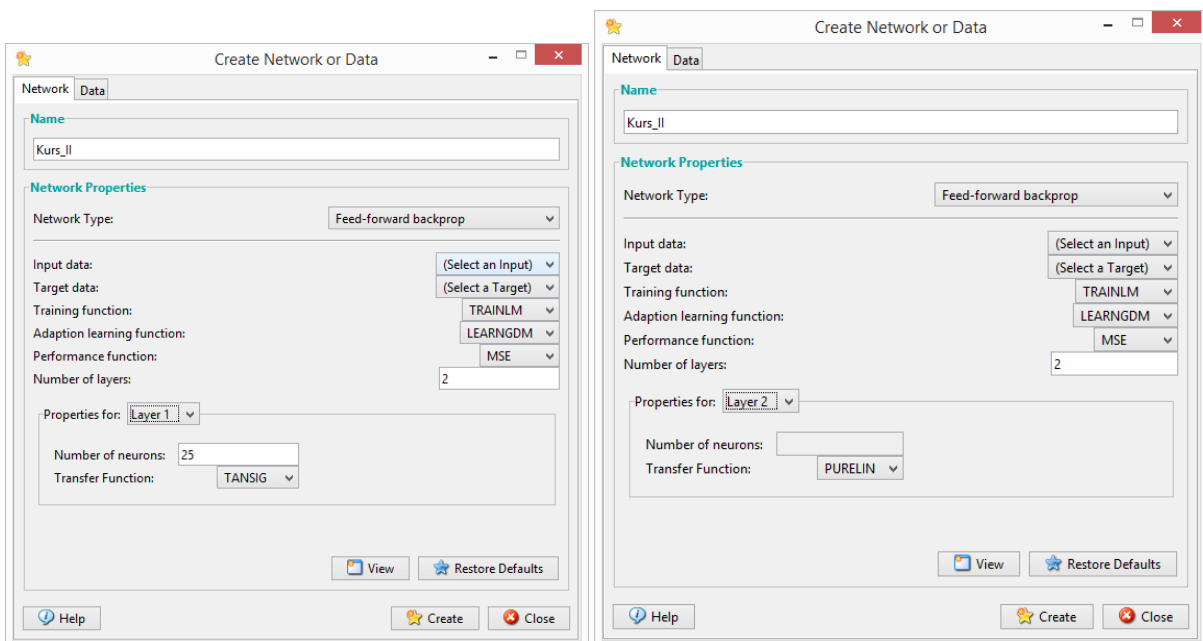 Create Network or Data
Network Data
Name
Kurs_II
Network Properties
Network Type: Feed-forward backprop
Input data: (Select an Input)
Target data: (Select a Target)
Training function: TRAINLM
Adaption learning function: LEARNGDM
Performance function: MSE
Number of layers: 2
Properties for: Layer 1
Number of neurons: 25
Transfer Function: TANSIG
View Restore Defaults
Help Create Close
Create Network or Data
Network Data
Name
Kurs_II
Network Properties
Network Type: Feed-forward backprop
Input data: (Select an Input)
Target data: (Select a Target)
Training function: TRAINLM
Adaption learning function: LEARNGDM
Performance function: MSE
Number of layers: 2
Properties for: Layer 2
Number of neurons:
Transfer Function: PURELIN
View Restore Defaults
Help Create Close